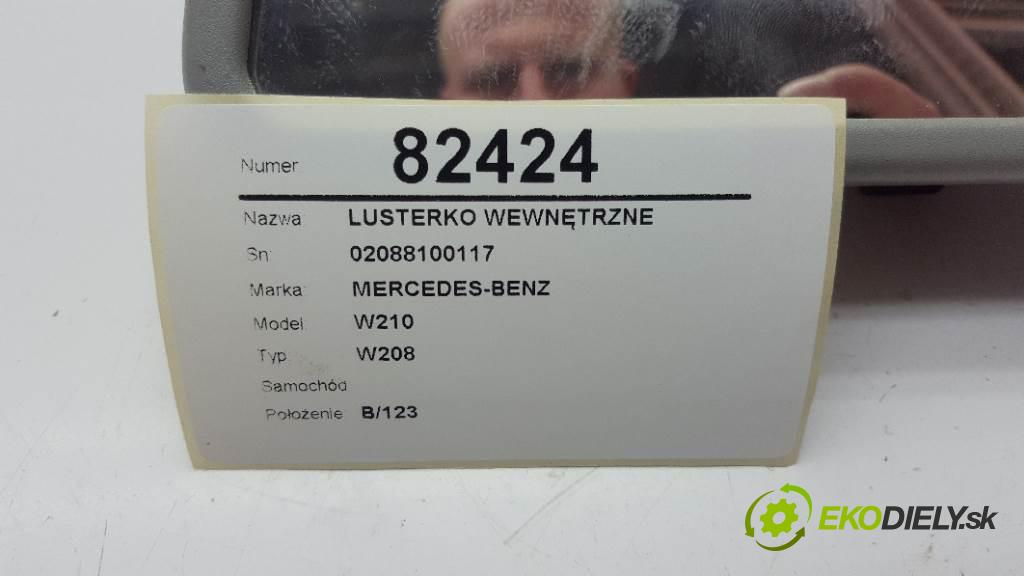 Numer: 82424
Nazwa: LUSTERKO WEWNĘTRZNE
Sn: 02088100117
Marka: MERCEDES-BENZ
Model: W210
Typ: W208
Samochód
Położenie: B/123
EKODIELY.sk